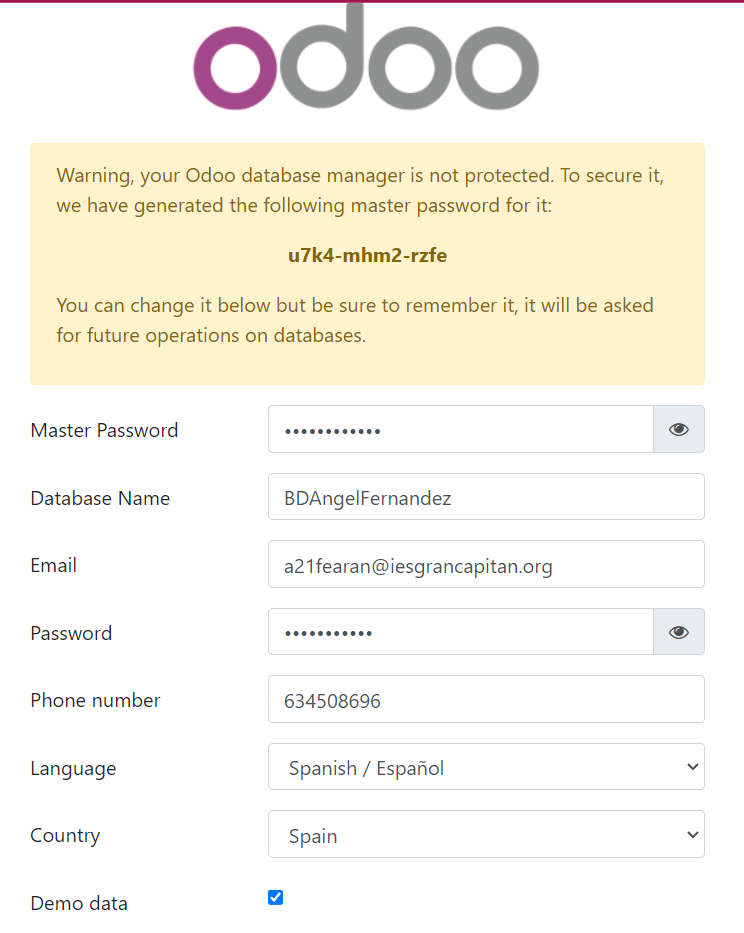 odoo
Warning, your Odoo database manager is not protected. To secure it,
we have generated the following master password for it:
u7k4-mhm2-rzfe
You can change it below but be sure to remember it, it will be asked
for future operations on databases.
Master Password ••••••••••••
Database Name BDAngelFernandez
Email a21fearan@iesgrancapitan.org
Password •••••••••••
Phone number 634508696
Language Spanish / Español
Country Spain
Demo data